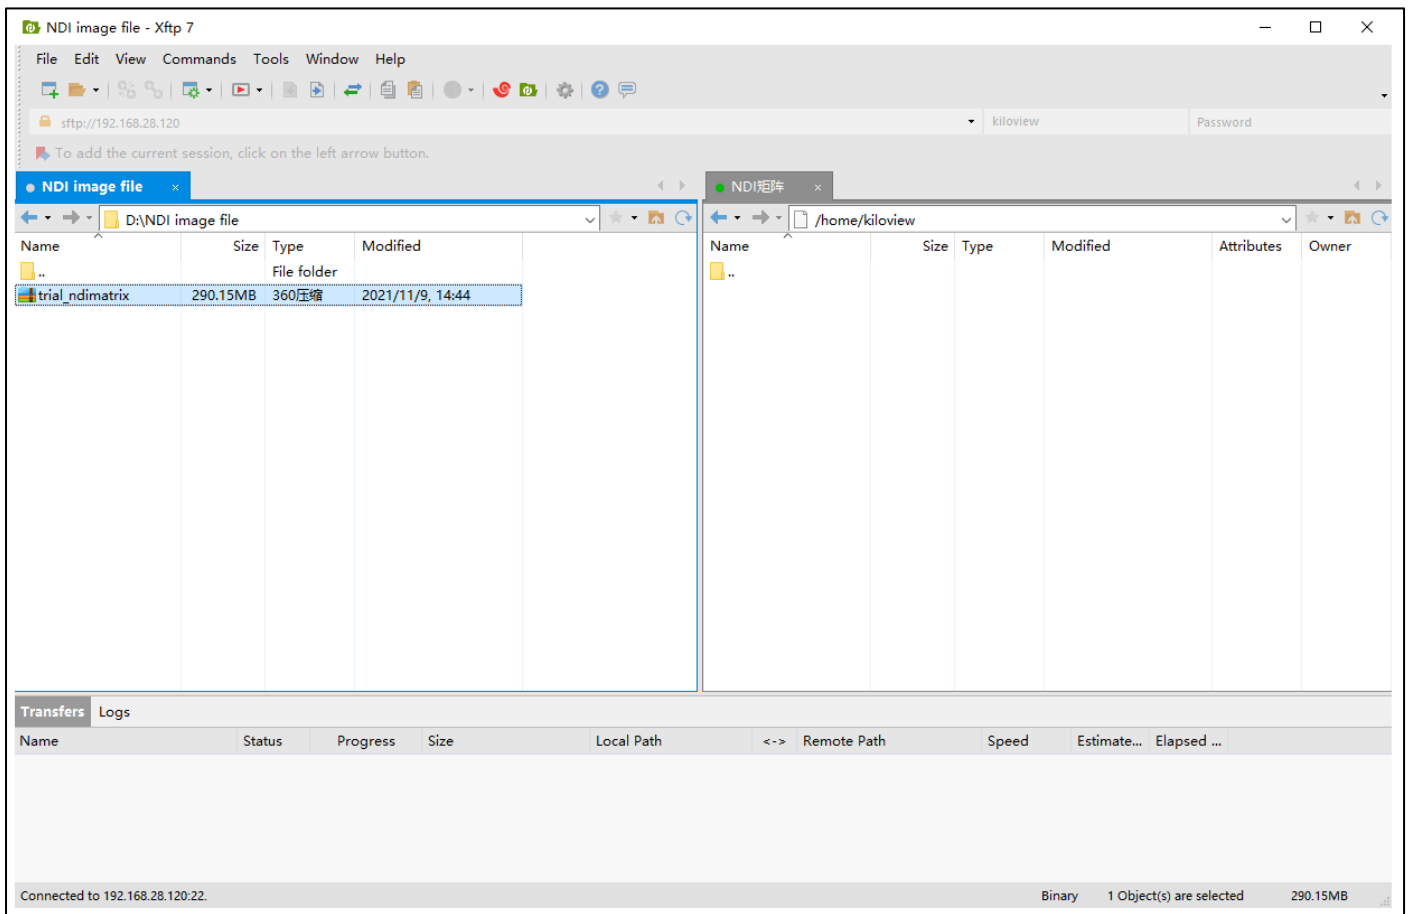 NDI image file - Xftp 7
File Edit View Commands Tools Window Help
sftp://192.168.28.120 kiloview Password
To add the current session, click on the left arrow button.
NDI image file × NDI矩阵 ×
D:\NDI image file /home/kiloview
Name Size Type Modified Name Size Type Modified Attributes Owner
.. File folder ..
trial_ndimatrix 290.15MB 360压缩 2021/11/9, 14:44
Transfers Logs
Name Status Progress Size Local Path <-> Remote Path Speed Estimate... Elapsed ...
Connected to 192.168.28.120:22. Binary 1 Object(s) are selected 290.15MB